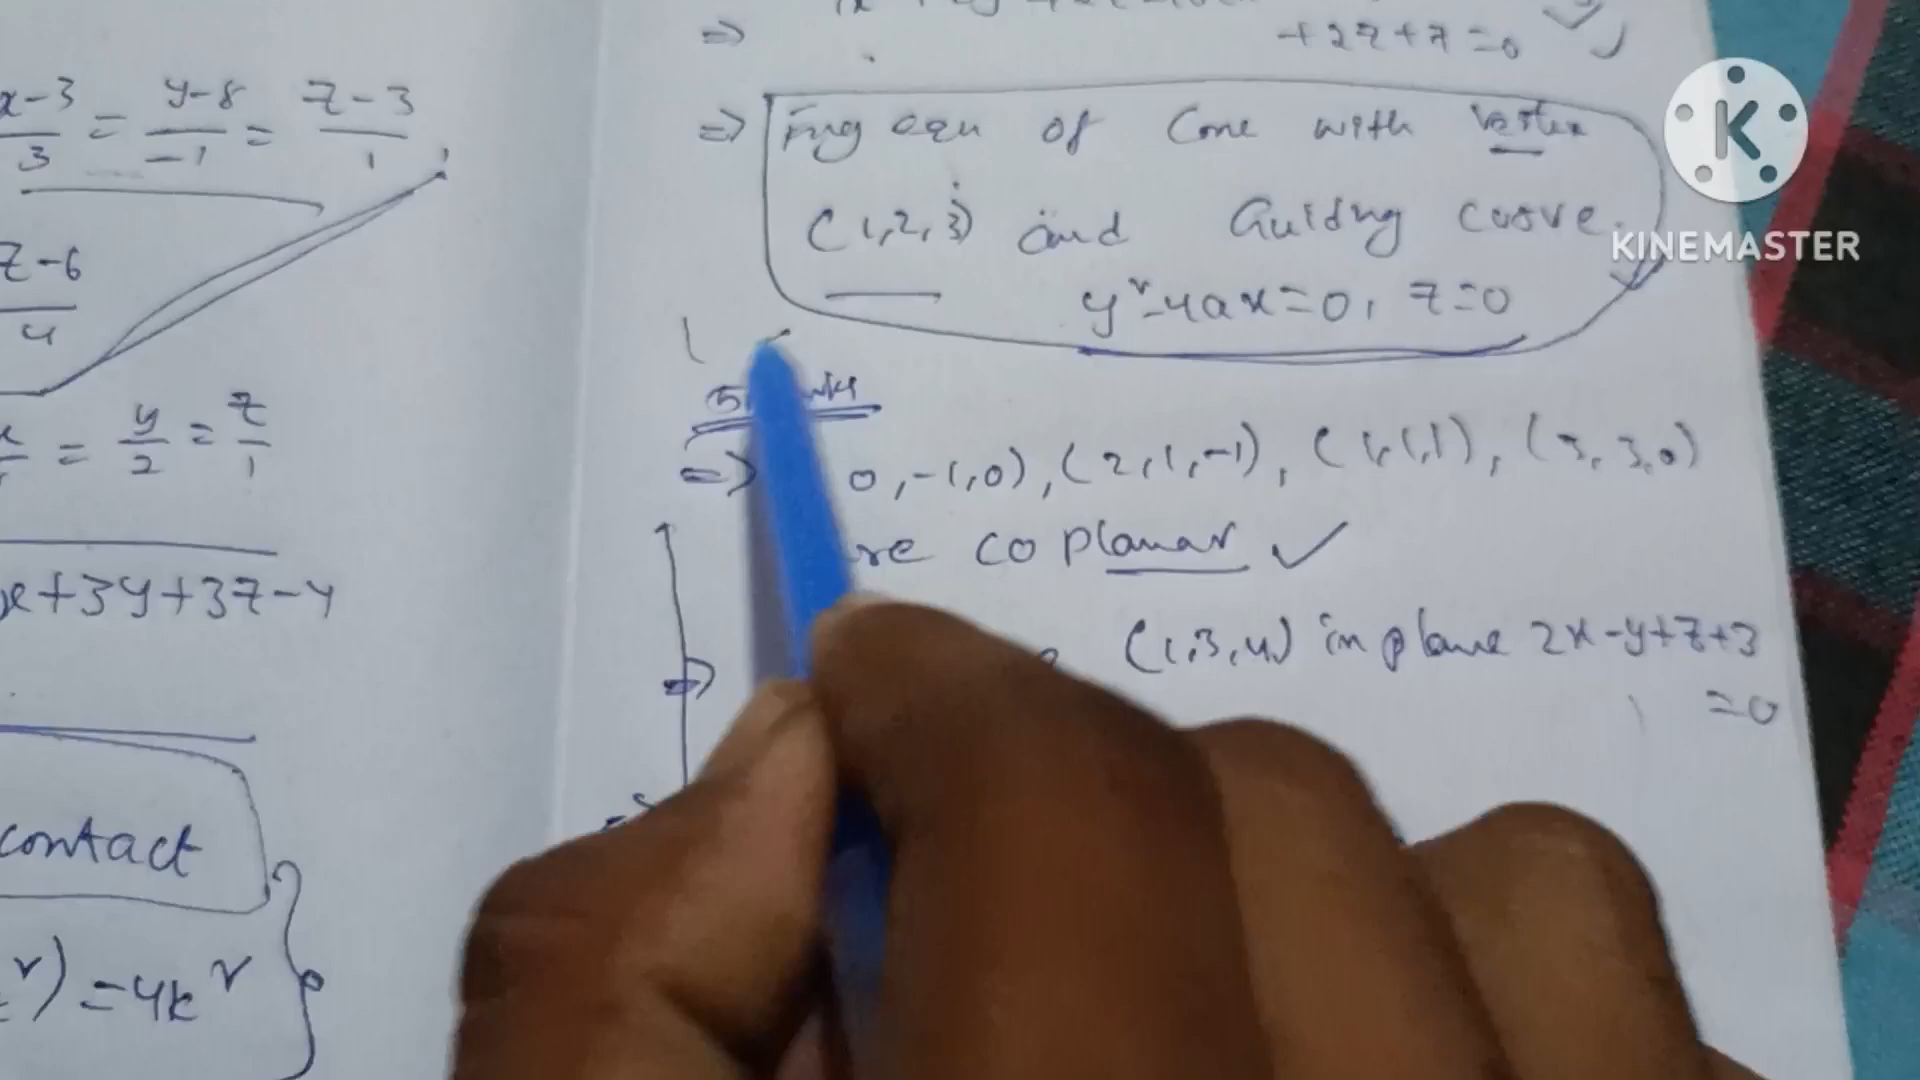 x-3/3 = y-8/-1 = z-3/1
z-6/4
= y/2 = z/1
x+3y+3z-4
contact
r) = 4k r
=> +2z+7=0
=> Fng eqn of Cone with Vertex
(1,2,3) and Guiding curve.
y^r-4ax=0, z=0
=> 0,-1,0), (2,1,-1), (1,1,1), (3,3,0)
re coplanar ✓
=> (1,3,4) in plane 2x-y+z+3
=0
K
KINEMASTER